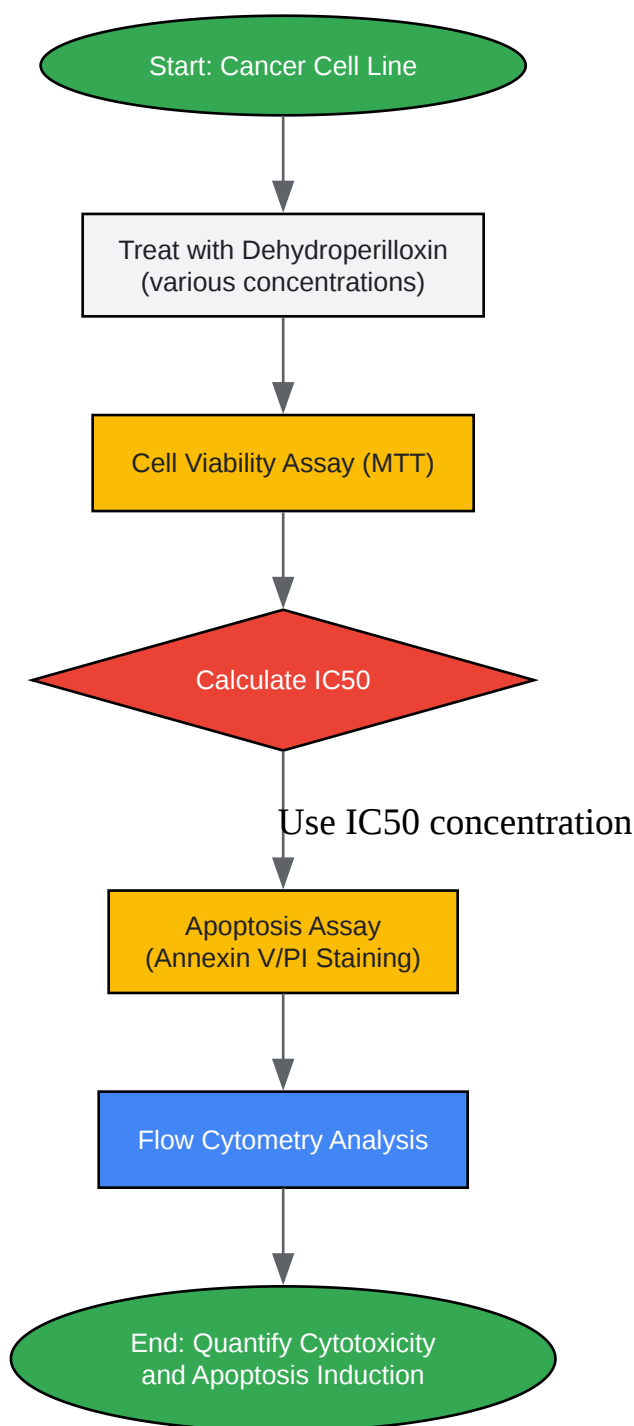 Start: Cancer Cell Line
Treat with Dehydroperilloxin
(various concentrations)
Cell Viability Assay (MTT)
Calculate IC50
Use IC50 concentration
Apoptosis Assay
(Annexin V/PI Staining)
Flow Cytometry Analysis
End: Quantify Cytotoxicity
and Apoptosis Induction